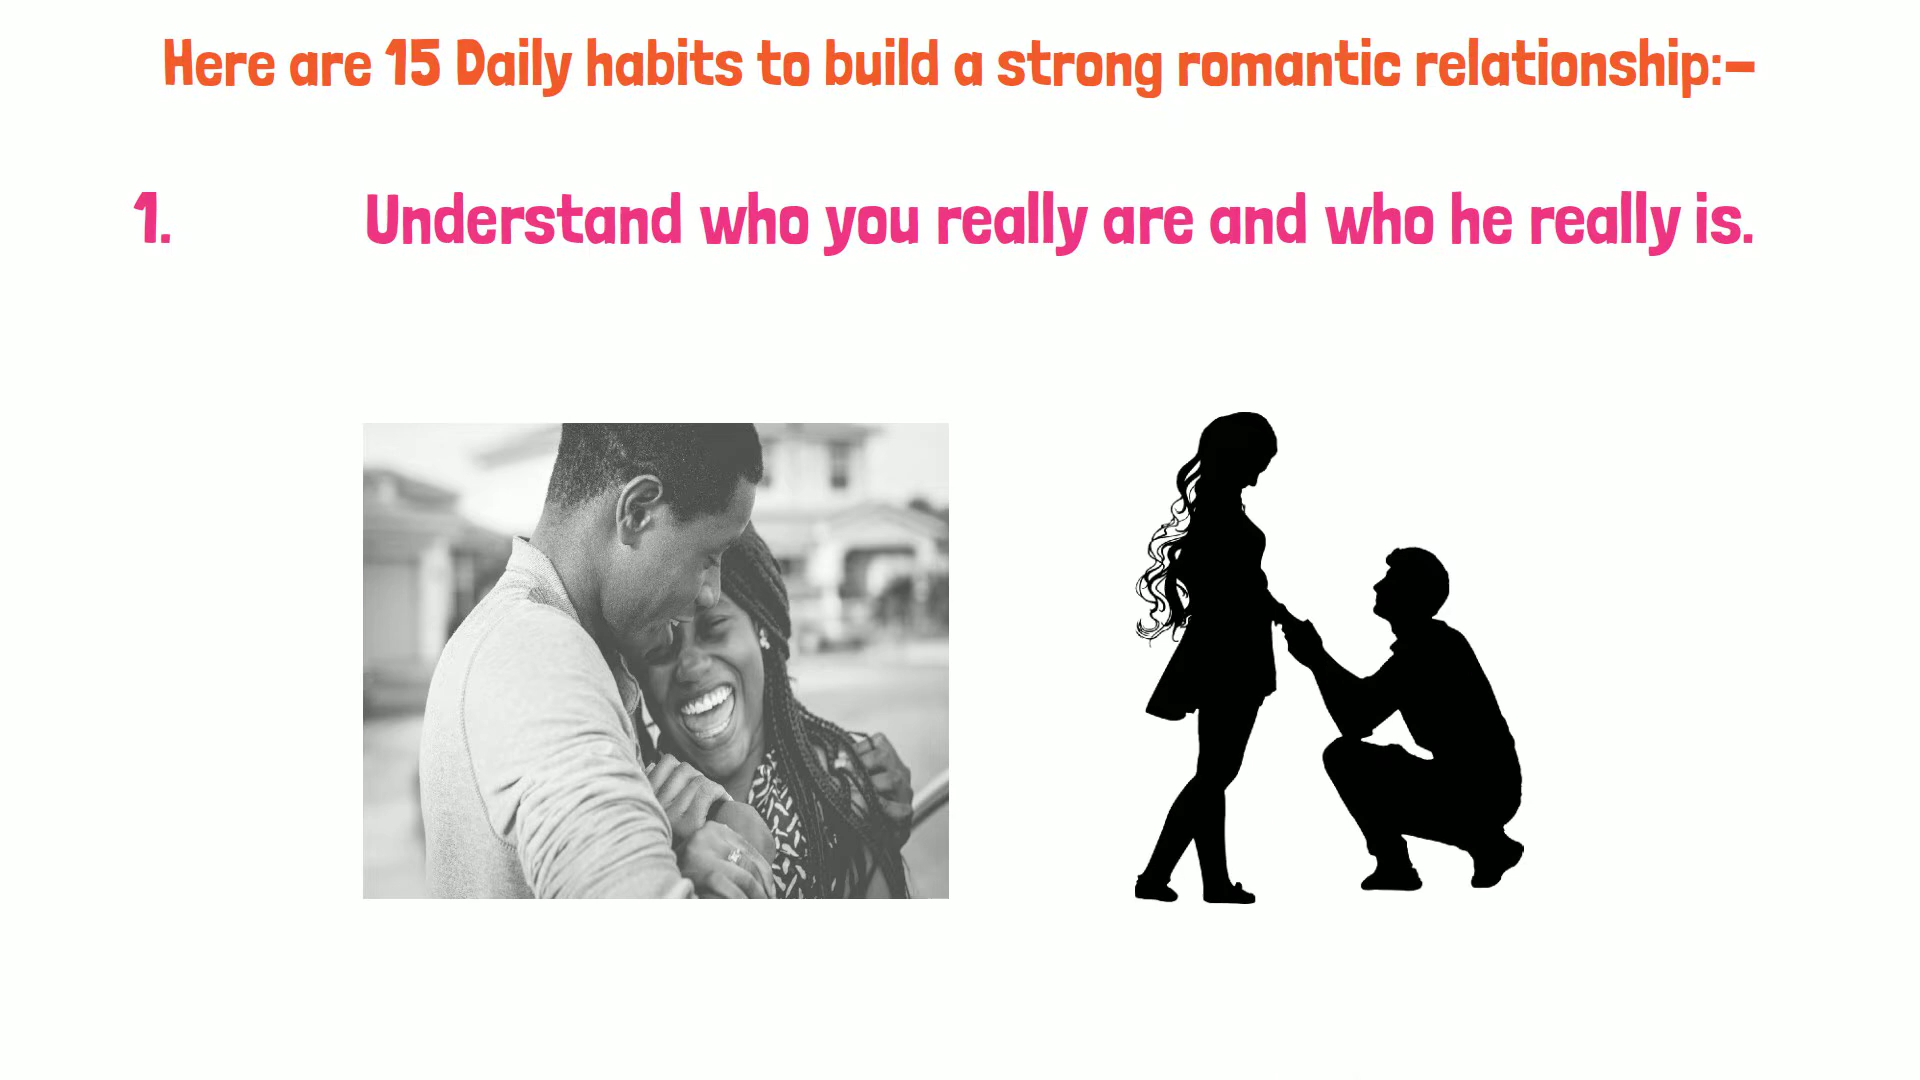 Here are 15 Daily habits to build a strong romantic relationship:-
1. Understand who you really are and who he really is.